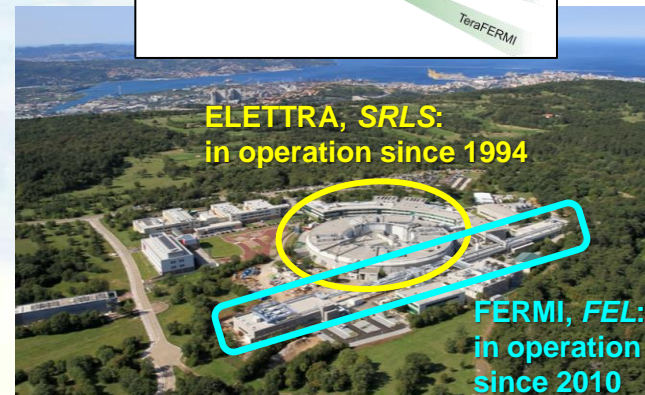 TeraFERMI
ELETTRA, SRLS:
in operation since 1994
FERMI, FEL:
in operation
since 2010